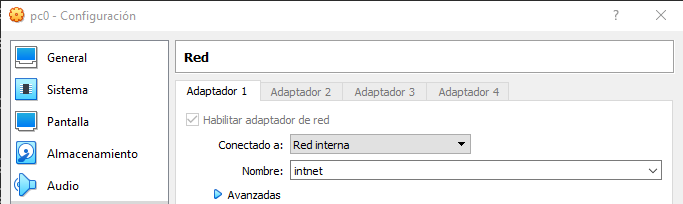 pc0 - Configuración
General
Sistema
Pantalla
Almacenamiento
Audio
Red
Adaptador 1 Adaptador 2 Adaptador 3 Adaptador 4
Habilitar adaptador de red
Conectado a: Red interna
Nombre: intnet
Avanzadas